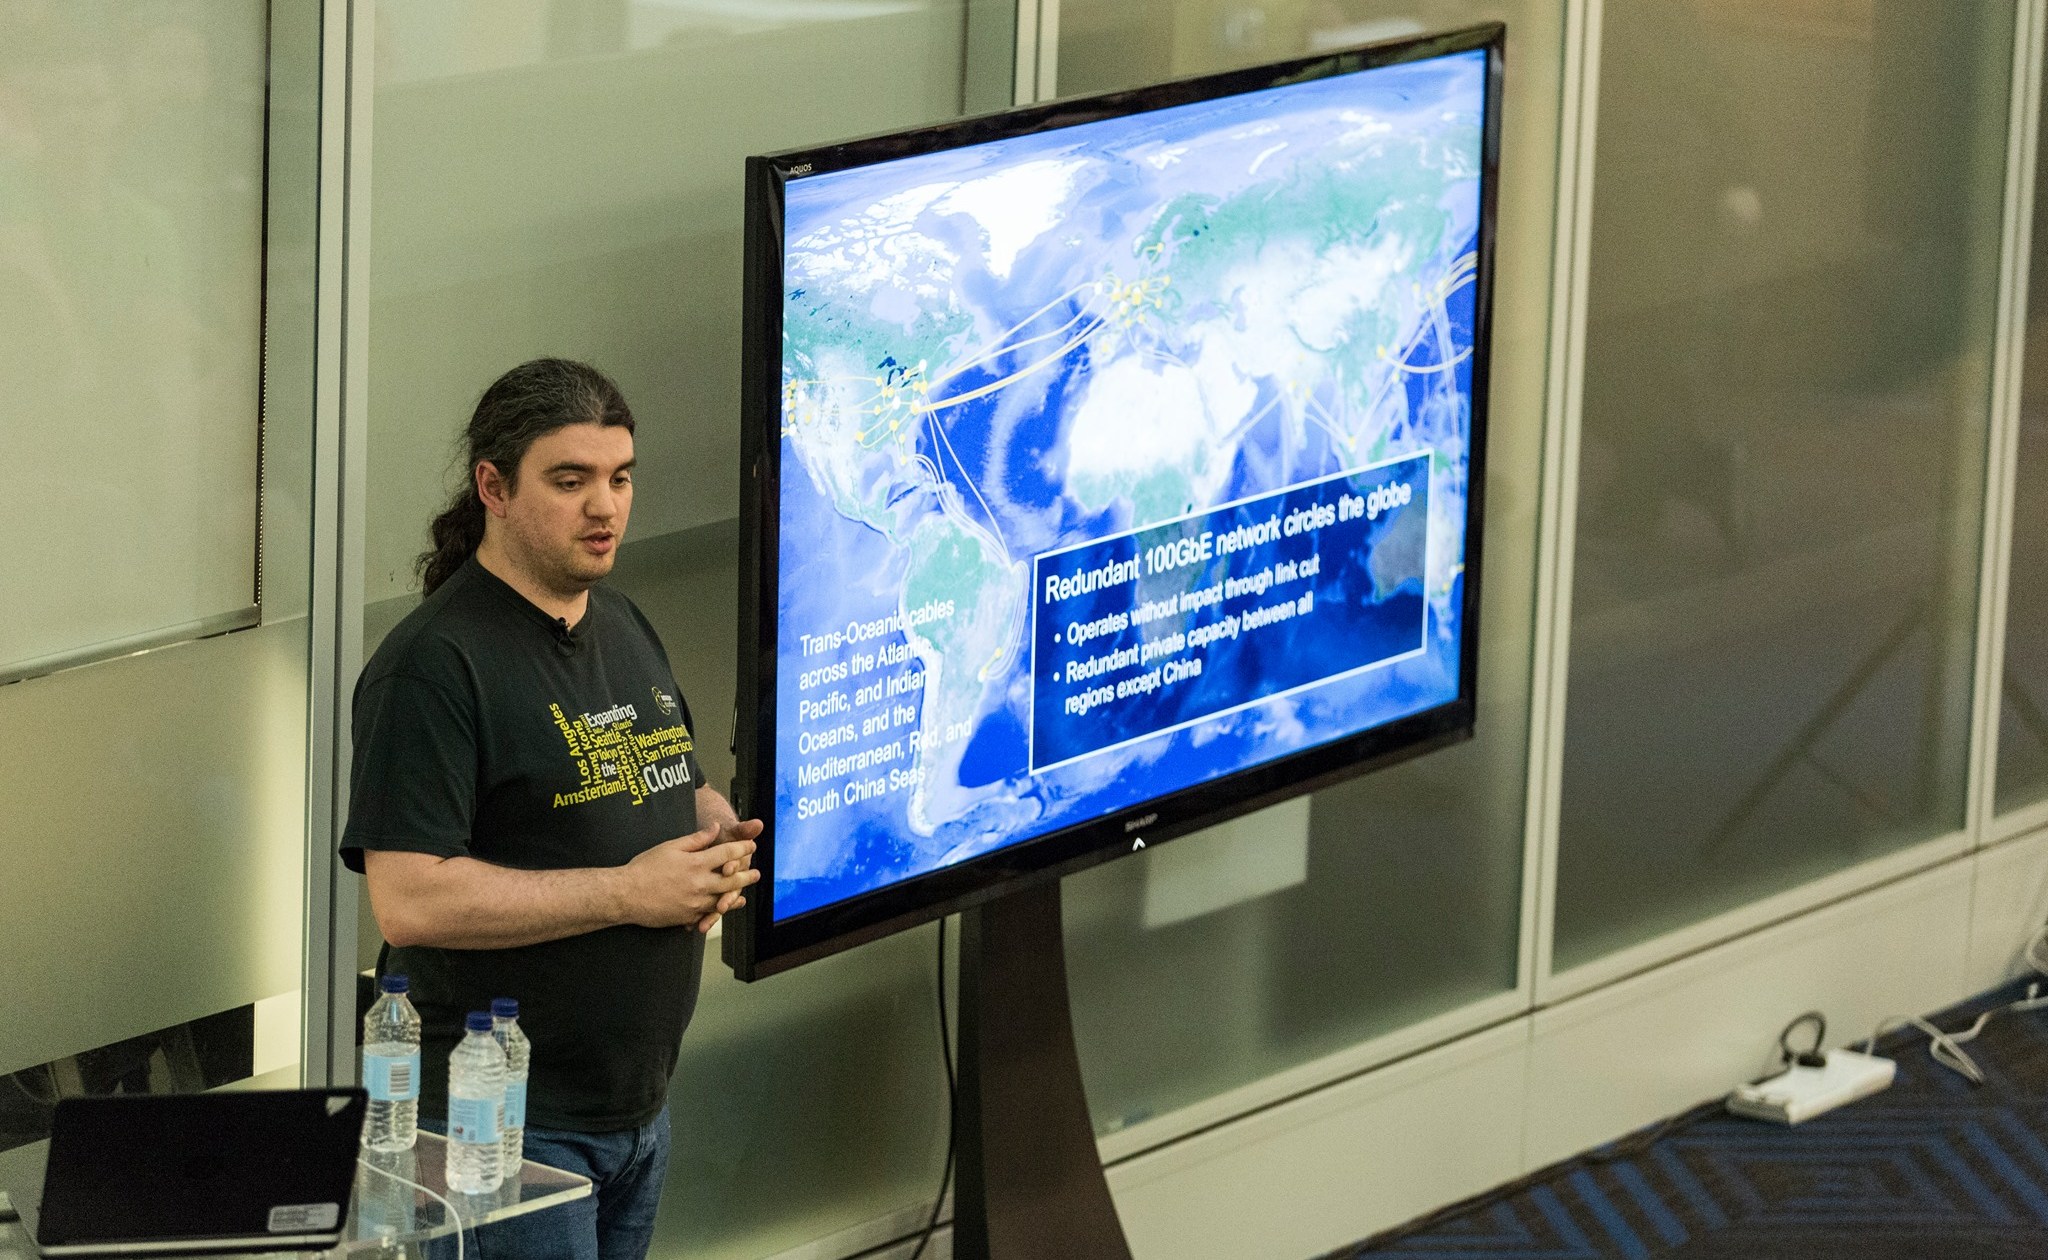 AQUOS
Redundant 100GbE network circles the globe
• Operates without impact through link cut
• Redundant private capacity between all
regions except China
Trans-Oceanic cables
across the Atlantic,
Pacific, and Indian
Oceans, and the
Mediterranean, Red, and
South China Seas
SHARP
Expanding
Los Angeles
Hong Kong
Seattle
St Louis
Tokyo
the
London
Washington
San Francisco
Amsterdam
Cloud